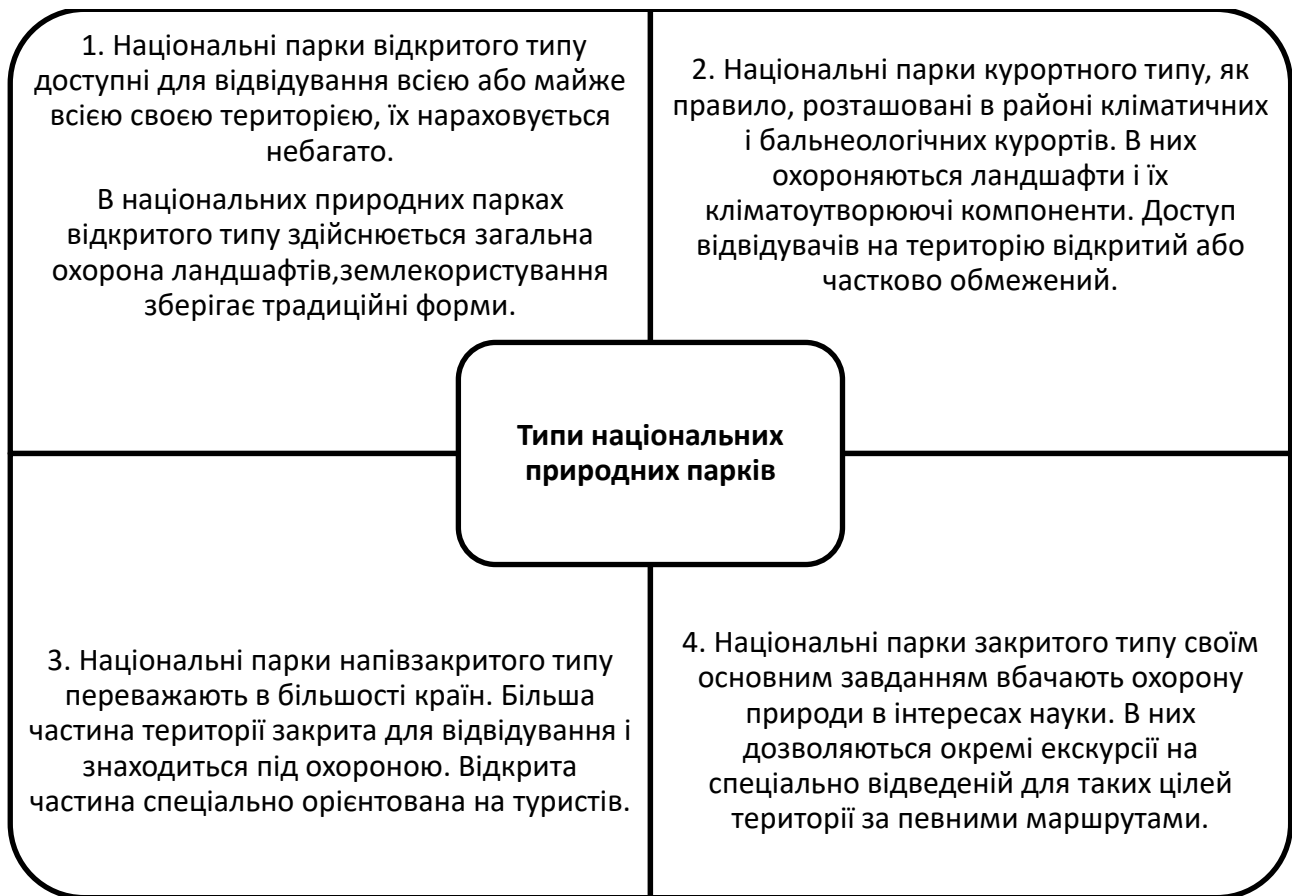 1. Національні парки відкритого типу
доступні для відвідування всією або майже
всією своєю територією, їх нараховується
небагато.
В національних природних парках
відкритого типу здійснюється загальна
охорона ландшафтів,землекористування
зберігає традиційні форми.
2. Національні парки курортного типу, як
правило, розташовані в районі кліматичних
і бальнеологічних курортів. В них
охороняються ландшафти і їх
кліматоутворюючі компоненти. Доступ
відвідувачів на територію відкритий або
частково обмежений.
Типи національних
природних парків
3. Національні парки напівзакритого типу
переважають в більшості країн. Більша
частина території закрита для відвідування і
знаходиться під охороною. Відкрита
частина спеціально орієнтована на туристів.
4. Національні парки закритого типу своїм
основним завданням вбачають охорону
природи в інтересах науки. В них
дозволяються окремі екскурсії на
спеціально відведеній для таких цілей
території за певними маршрутами.